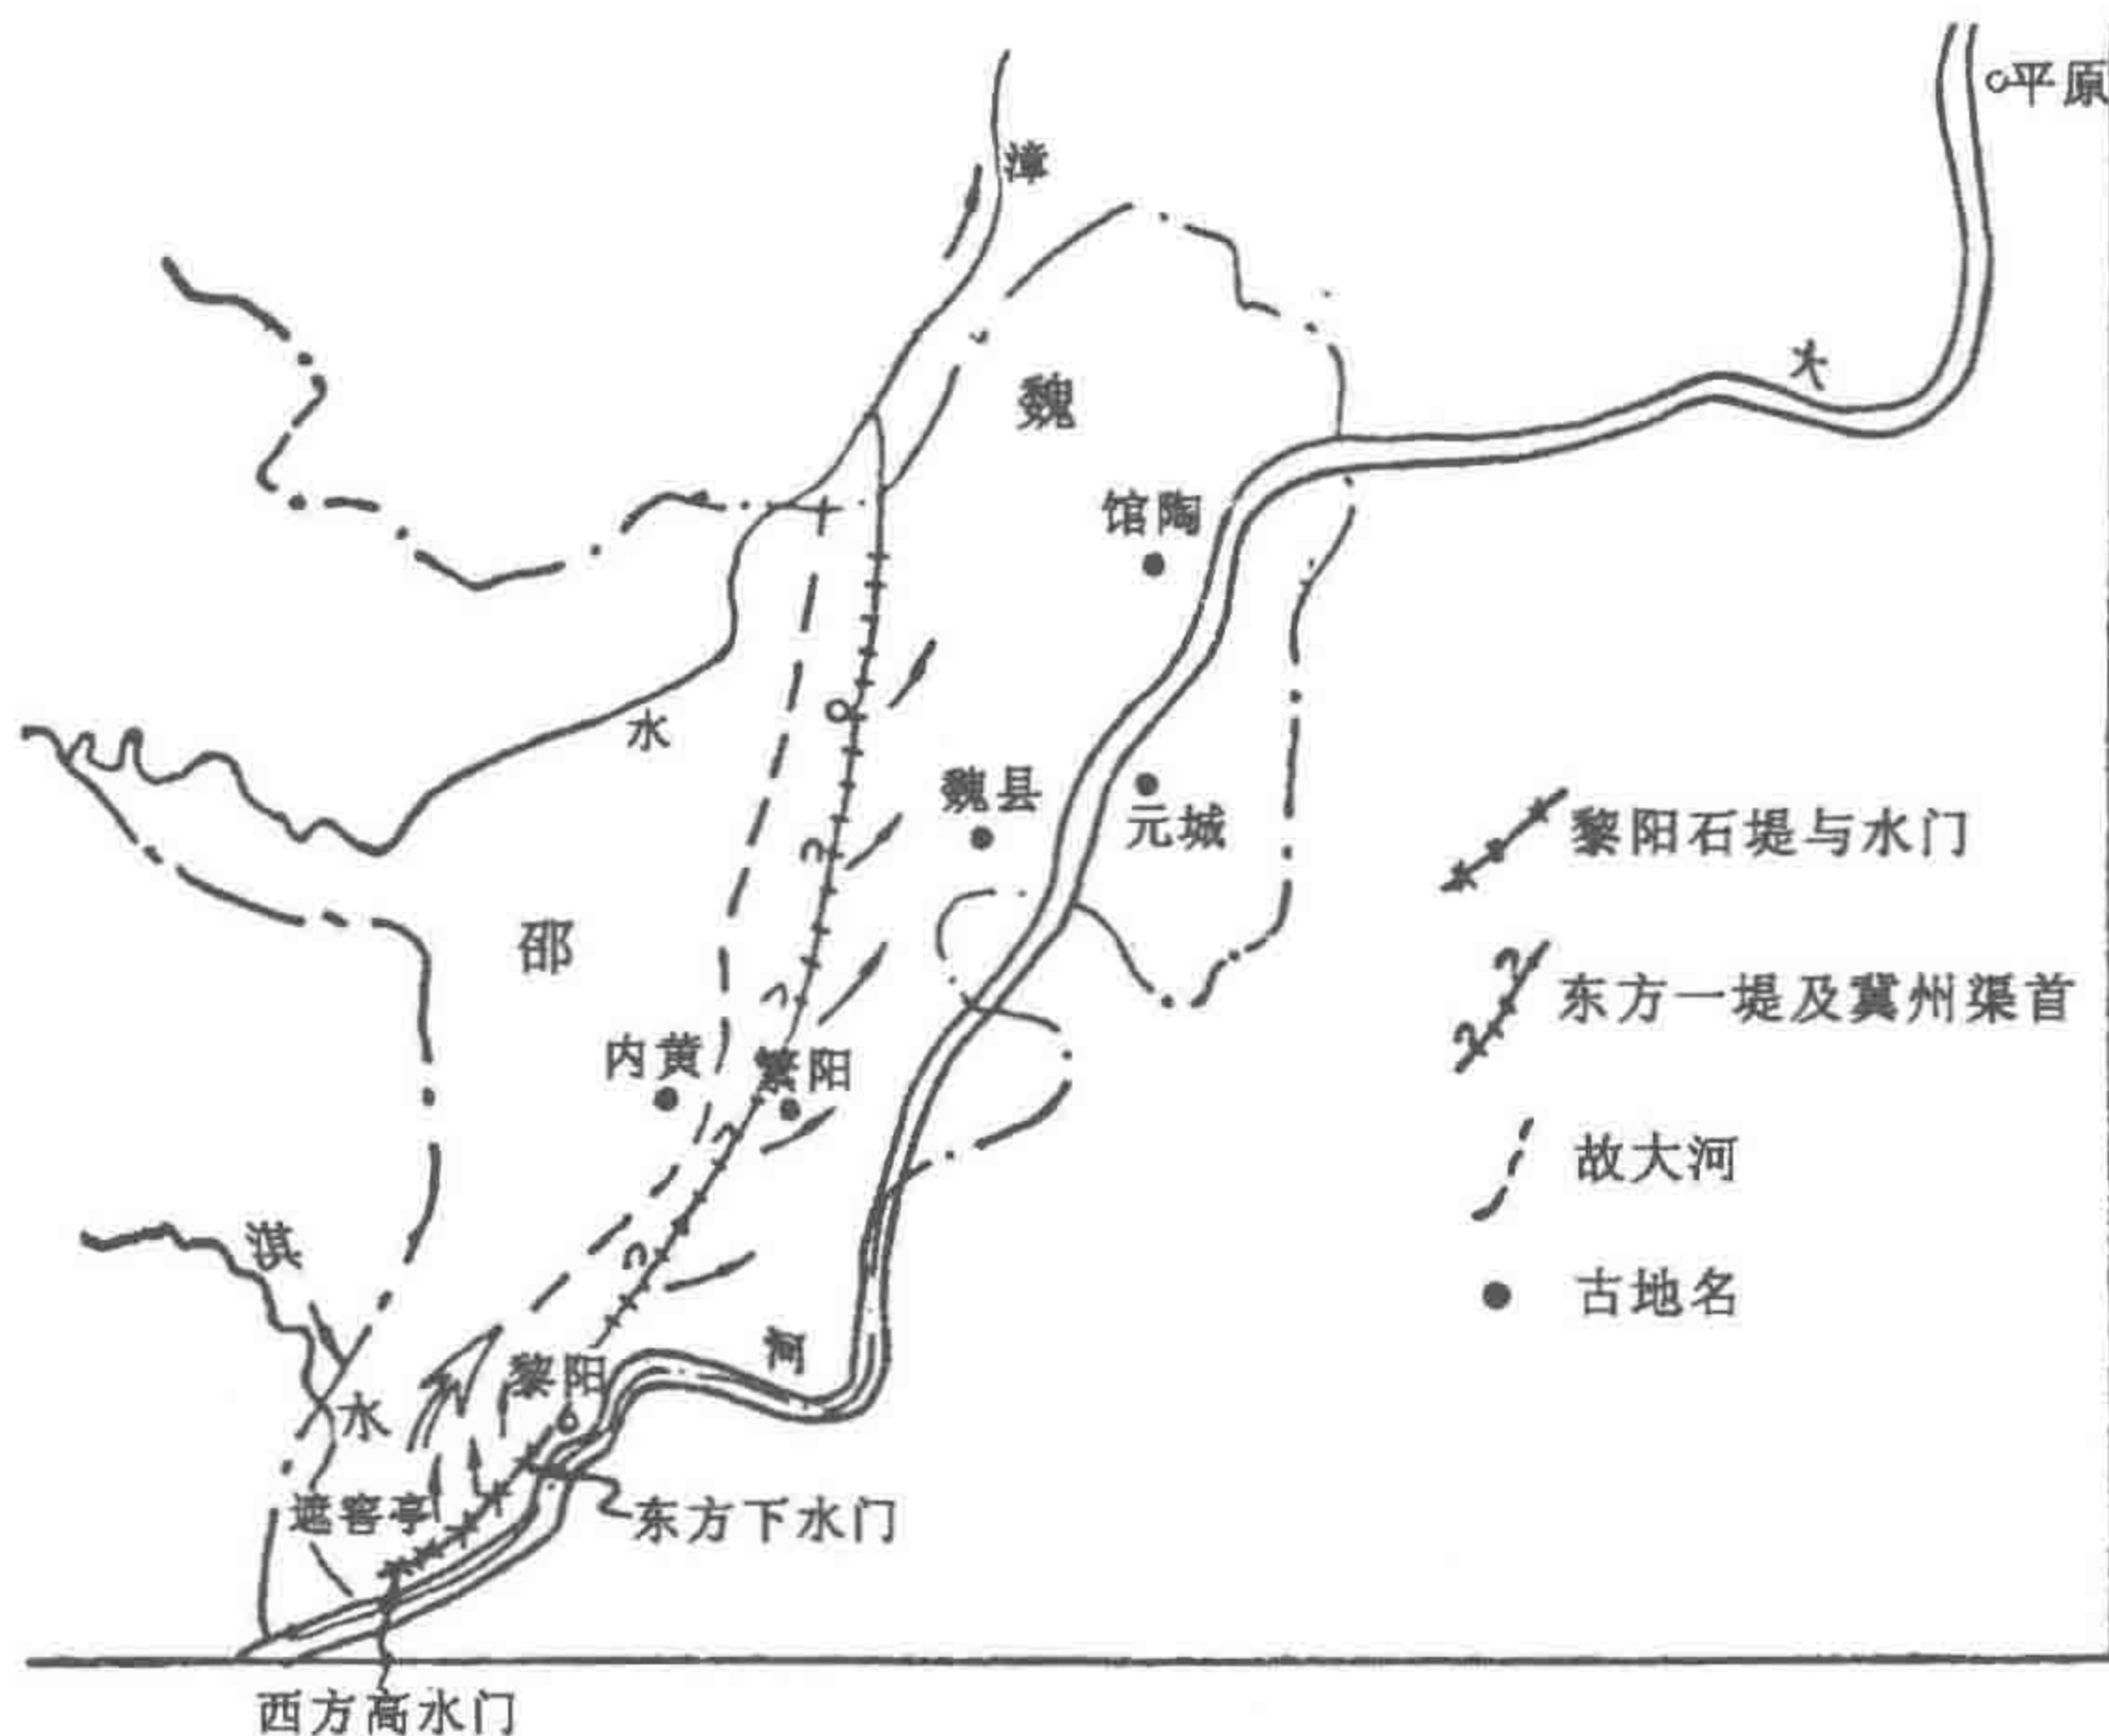 平原
漳
大
魏
馆陶
水
魏县
元城
黎阳石堤与水门
邵
东方一堤及冀州渠首
内黄
繁阳
故大河
淇
古地名
河
黎阳
水
遮害亭
东方下水门
西方高水门